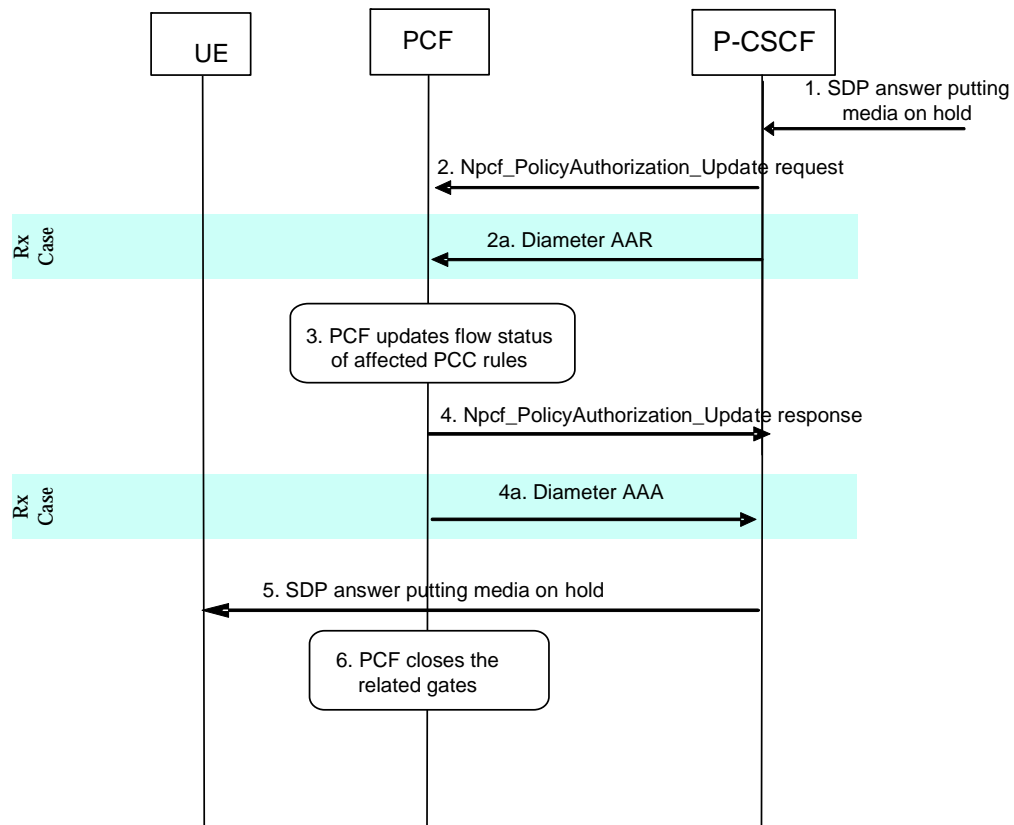 UE
PCF
P-CSCF
1. SDP answer putting
media on hold
2. Npcf_PolicyAuthorization_Update request
Rx
Case
2a. Diameter AAR
3. PCF updates flow status
of affected PCC rules
4. Npcf_PolicyAuthorization_Update response
Rx
Case
4a. Diameter AAA
5. SDP answer putting media on hold
6. PCF closes the
related gates